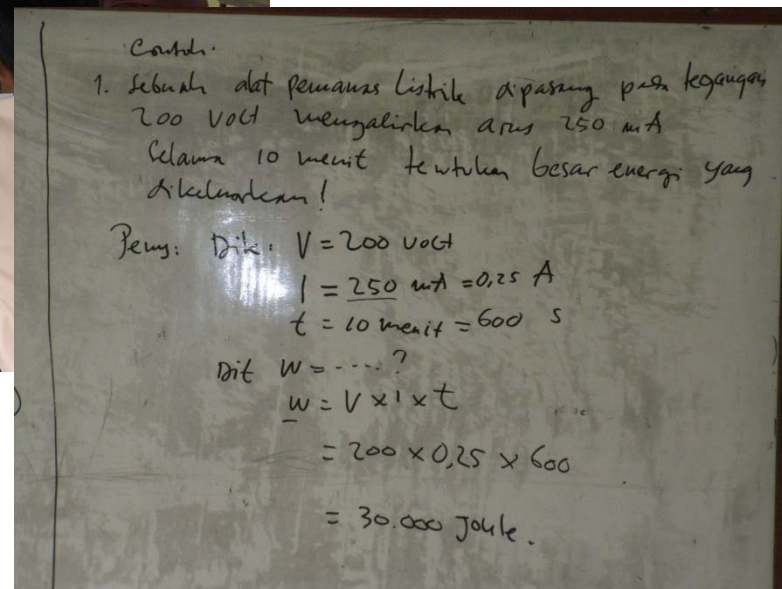 Contoh.
1. Sebuah alat pemanas Listrik dipasang pada tegangan
200 volt mengalirkan arus 250 mA
Selama 10 menit tentukan besar energi yang
dikeluarkan!
Peny: Dik: V = 200 volt
I = 250 mA = 0,25 A
t = 10 menit = 600 S
Dit W = ....?
W = V x I x t
= 200 x 0,25 x 600
= 30.000 Joule.